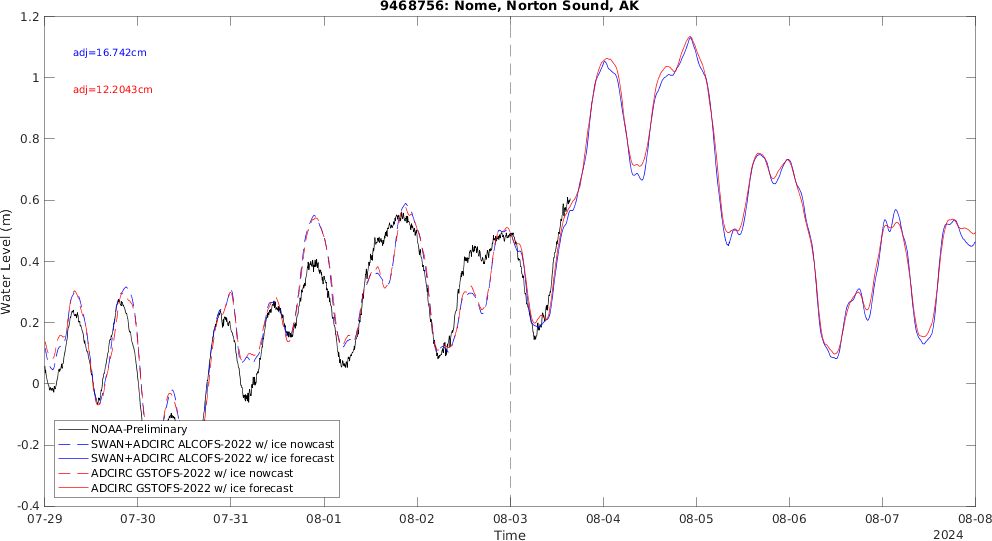 9468756: Nome, Norton Sound, AK
Water Level (m)
1.2
1
0.8
0.6
0.4
0.2
0
-0.2
-0.4
adj=16.742cm
adj=12.2043cm
NOAA-Preliminary
SWAN+ADCIRC ALCOFS-2022 w/ ice nowcast
SWAN+ADCIRC ALCOFS-2022 w/ ice forecast
ADCIRC GSTOFS-2022 w/ ice nowcast
ADCIRC GSTOFS-2022 w/ ice forecast
07-29 07-30 07-31 08-01 08-02 08-03 08-04 08-05 08-06 08-07 08-08
Time
2024